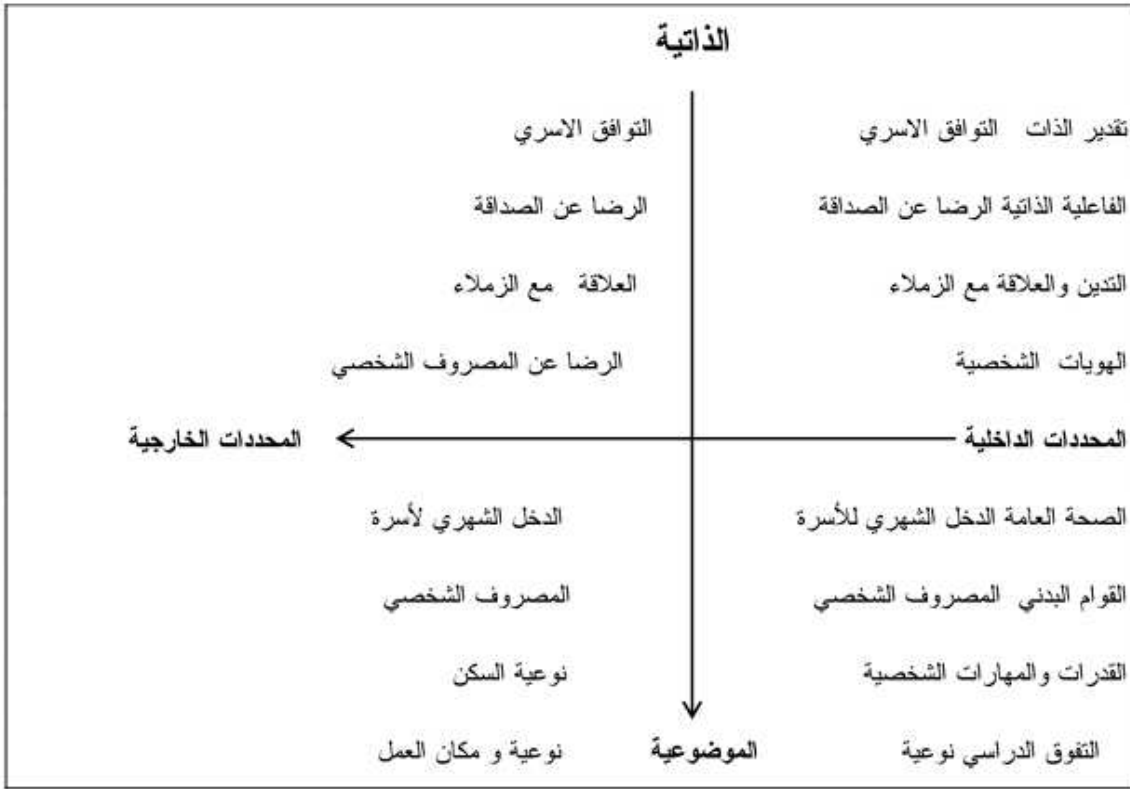 الذاتية
تقدير الذات التوافق الاسري
التوافق الاسري
الفاعلية الذاتية الرضا عن الصداقة
الرضا عن الصداقة
التدين والعلاقة مع الزملاء
العلاقة مع الزملاء
الهويات الشخصية
الرضا عن المصروف الشخصي
المحددات الداخلية
المحددات الخارجية
الصحة العامة الدخل الشهري للأسرة
الدخل الشهري لأسرة
القوام البدني المصروف الشخصي
المصروف الشخصي
القدرات والمهارات الشخصية
نوعية السكن
التفوق الدراسي نوعية
الموضوعية
نوعية و مكان العمل